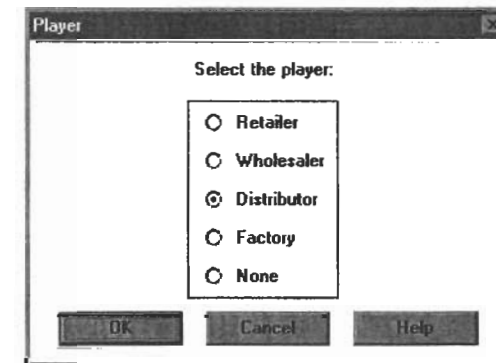 Player
Select the player:
Retailer
Wholesaler
Distributor
Factory
None
OK Cancel Help